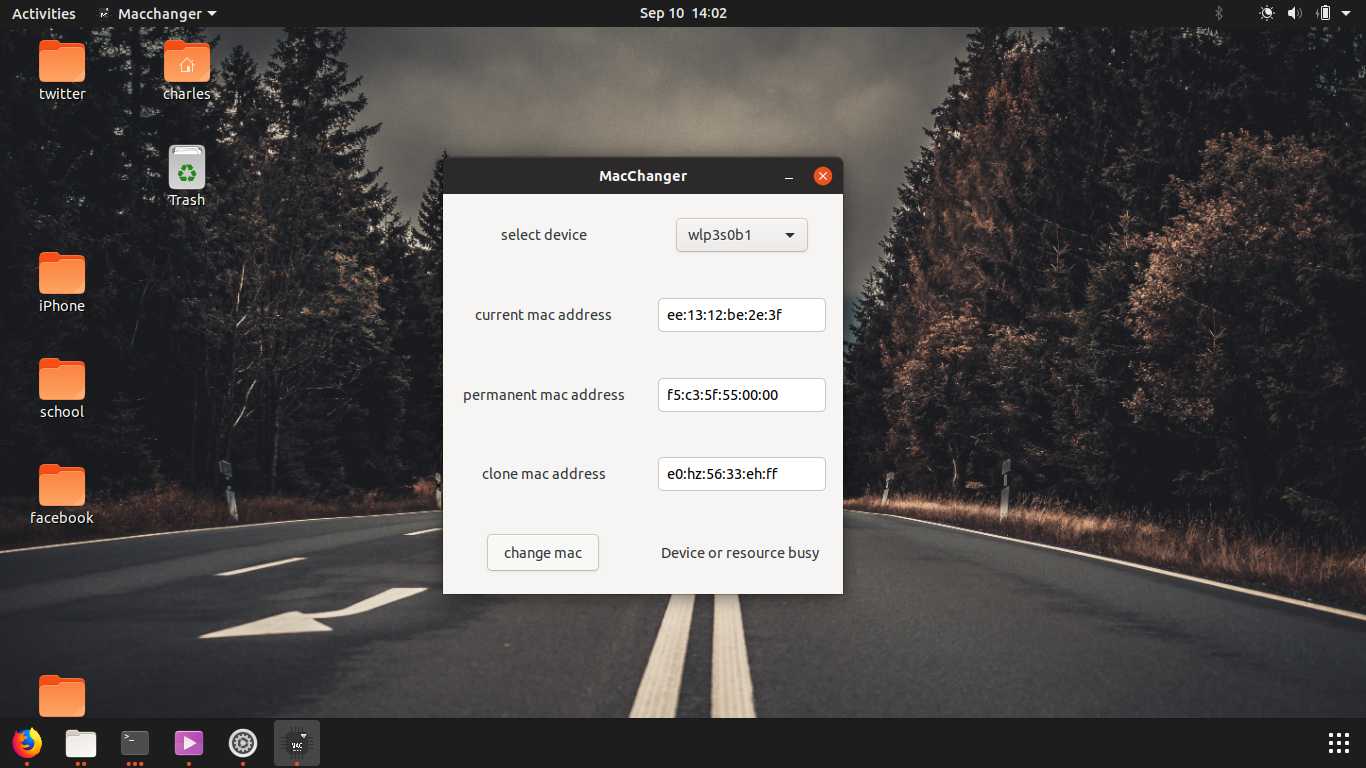 Activities Macchanger Sep 10 14:02
twitter charles
Trash
iPhone
school
facebook
MacChanger
select device wlp3s0b1
current mac address ee:13:12:be:2e:3f
permanent mac address f5:c3:5f:55:00:00
clone mac address e0:hz:56:33:eh:ff
change mac Device or resource busy
>_ MAC